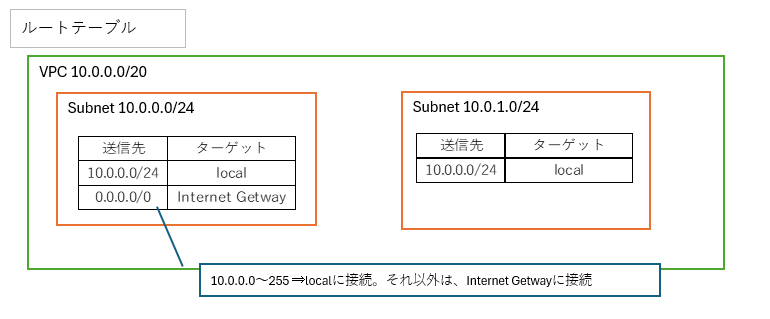 ルートテーブル
VPC 10.0.0.0/20
Subnet 10.0.0.0/24
送信先 ターゲット
10.0.0.0/24 local
0.0.0.0/0 Internet Getway
Subnet 10.0.1.0/24
送信先 ターゲット
10.0.0.0/24 local
10.0.0.0～255⇒localに接続。それ以外は、Internet Getwayに接続